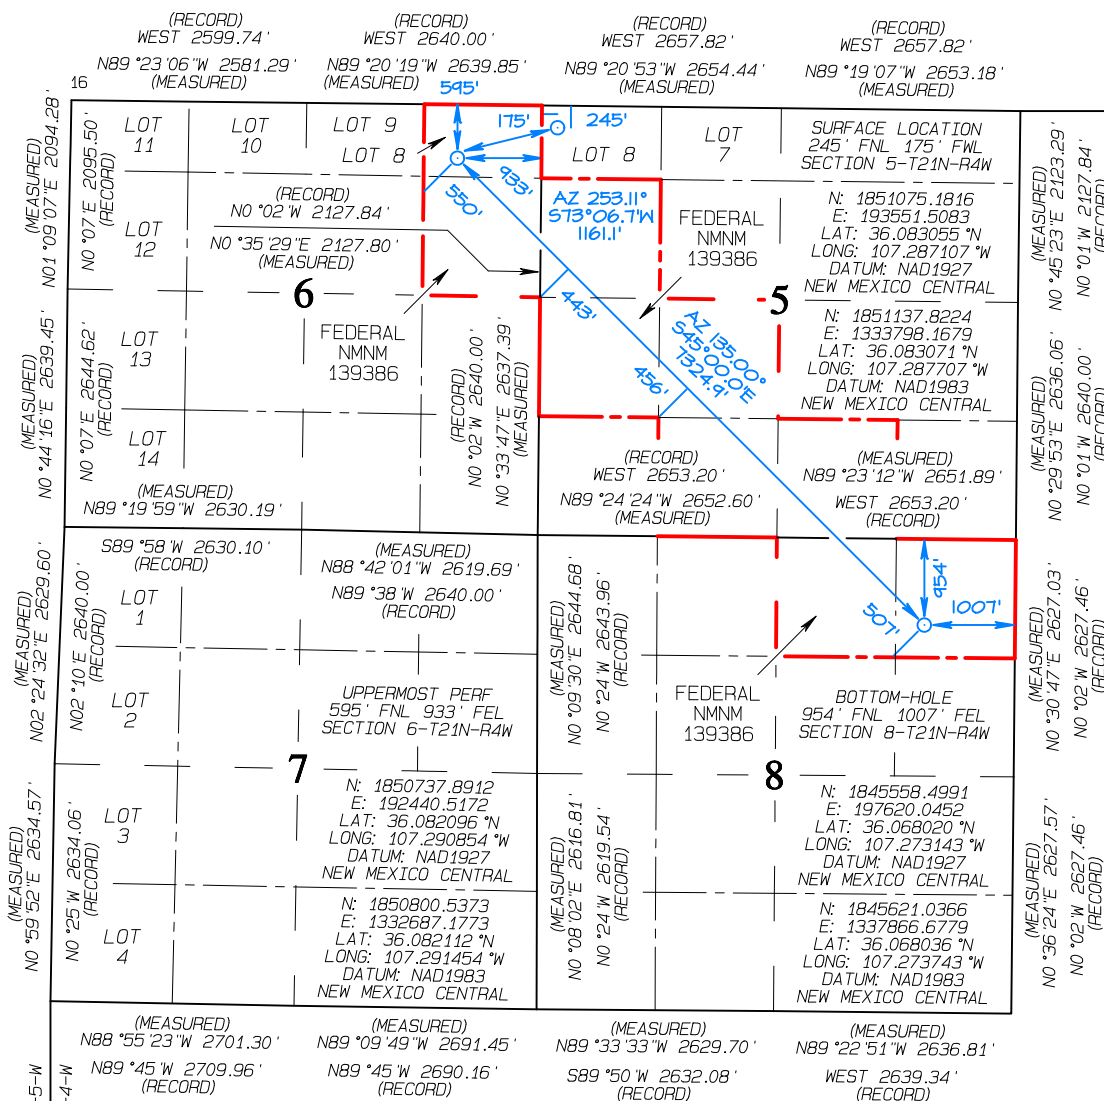 (RECORD)
WEST 2599.74'
N89°23'06"W 2581.29'
(MEASURED)
(RECORD)
WEST 2640.00'
N89°20'19"W 2639.85'
(MEASURED)
(RECORD)
WEST 2657.82'
N89°20'53"W 2654.44'
(MEASURED)
(RECORD)
WEST 2657.82'
N89°19'07"W 2653.18'
(MEASURED)
16
595'
175'
245'
933'
550'
LOT
11
LOT
10
LOT 9
LOT 8
LOT 8
LOT
7
(MEASURED)
N01°09'07"E 2094.28'
N0°07'E 2095.50'
(RECORD)
LOT
12
(RECORD)
N0°02'W 2127.84'
N0°35'29"E 2127.80'
(MEASURED)
AZ 253.11°
S73°06.7'W
1161.1'
FEDERAL
NMNM
139386
SURFACE LOCATION
245' FNL 175' FWL
SECTION 5-T21N-R4W
N: 1851075.1816
E: 193551.5083
LAT: 36.083055°N
LONG: 107.287107°W
DATUM: NAD1927
NEW MEXICO CENTRAL
N: 1851137.8224
E: 1333798.1679
LAT: 36.083071°N
LONG: 107.287707°W
DATUM: NAD1983
NEW MEXICO CENTRAL
(MEASURED)
N0°45'23"E 2123.29'
N0°01'W 2127.84'
(RECORD)
6
5
FEDERAL
NMNM
139386
443'
AZ 135.00°
S45°00.0'E
7324.9'
456'
(MEASURED)
N0°44'16"E 2639.45'
N0°07'E 2644.62'
(RECORD)
LOT
13
LOT
14
(RECORD)
N0°02'W 2640.00'
N0°33'47"E 2637.39'
(MEASURED)
(MEASURED)
N0°29'53"E 2636.06'
N0°01'W 2640.00'
(RECORD)
(MEASURED)
N89°19'59"W 2630.19'
(RECORD)
WEST 2653.20'
N89°24'24"W 2652.60'
(MEASURED)
(MEASURED)
N89°23'12"W 2651.89'
WEST 2653.20'
(RECORD)
S89°58'W 2630.10'
(RECORD)
(MEASURED)
N88°42'01"W 2619.69'
N89°38'W 2640.00'
(RECORD)
(MEASURED)
N02°24'32"E 2629.60'
N02°10'E 2640.00'
(RECORD)
LOT
1
LOT
2
(MEASURED)
N0°09'30"E 2644.68'
N0°24'W 2643.96'
(RECORD)
954'
1007'
507'
(MEASURED)
N0°30'47"E 2627.03'
N0°02'W 2627.46'
(RECORD)
UPPERMOST PERF
595' FNL 933' FEL
SECTION 6-T21N-R4W
FEDERAL
NMNM
139386
BOTTOM-HOLE
954' FNL 1007' FEL
SECTION 8-T21N-R4W
7
8
(MEASURED)
N0°59'52"E 2634.57'
N0°25'W 2634.06'
(RECORD)
LOT
3
LOT
4
N: 1850737.8912
E: 192440.5172
LAT: 36.082096°N
LONG: 107.290854°W
DATUM: NAD1927
NEW MEXICO CENTRAL
N: 1850800.5373
E: 1332687.1773
LAT: 36.082112°N
LONG: 107.291454°W
DATUM: NAD1983
NEW MEXICO CENTRAL
(MEASURED)
N0°08'02"E 2616.81'
N0°24'W 2619.54'
(RECORD)
N: 1845558.4991
E: 197620.0452
LAT: 36.068020°N
LONG: 107.273143°W
DATUM: NAD1927
NEW MEXICO CENTRAL
N: 1845621.0366
E: 1337866.6779
LAT: 36.068036°N
LONG: 107.273743°W
DATUM: NAD1983
NEW MEXICO CENTRAL
(MEASURED)
N0°36'24"E 2627.57'
N0°02'W 2627.46'
(RECORD)
(MEASURED)
N88°55'23"W 2701.30'
N89°45'W 2709.96'
(RECORD)
(MEASURED)
N89°09'49"W 2691.45'
N89°45'W 2690.16'
(RECORD)
(MEASURED)
N89°33'33"W 2629.70'
S89°50'W 2632.08'
(RECORD)
(MEASURED)
N89°22'51"W 2636.81'
WEST 2639.34'
(RECORD)
-5-W
-4-W